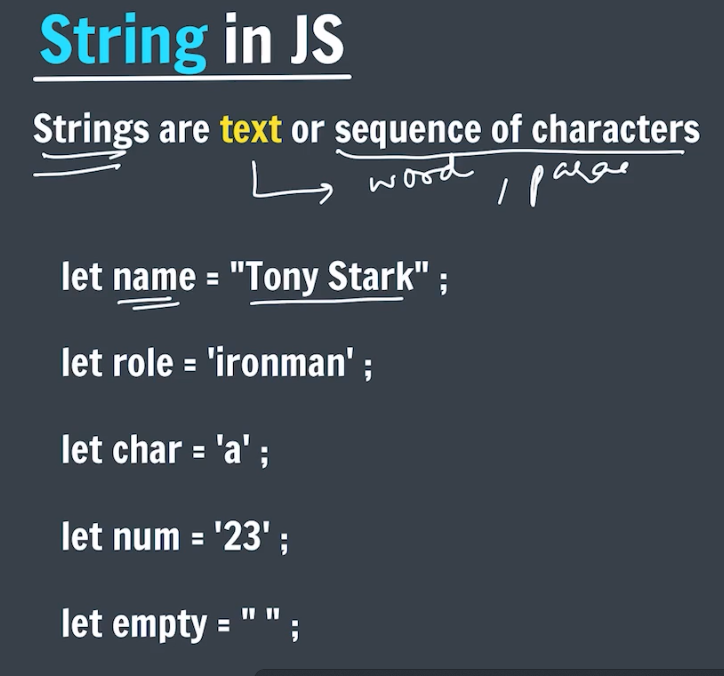 String in JS
Strings are text or sequence of characters
word, para
let name = "Tony Stark" ;
let role = 'ironman' ;
let char = 'a' ;
let num = '23' ;
let empty = " " ;